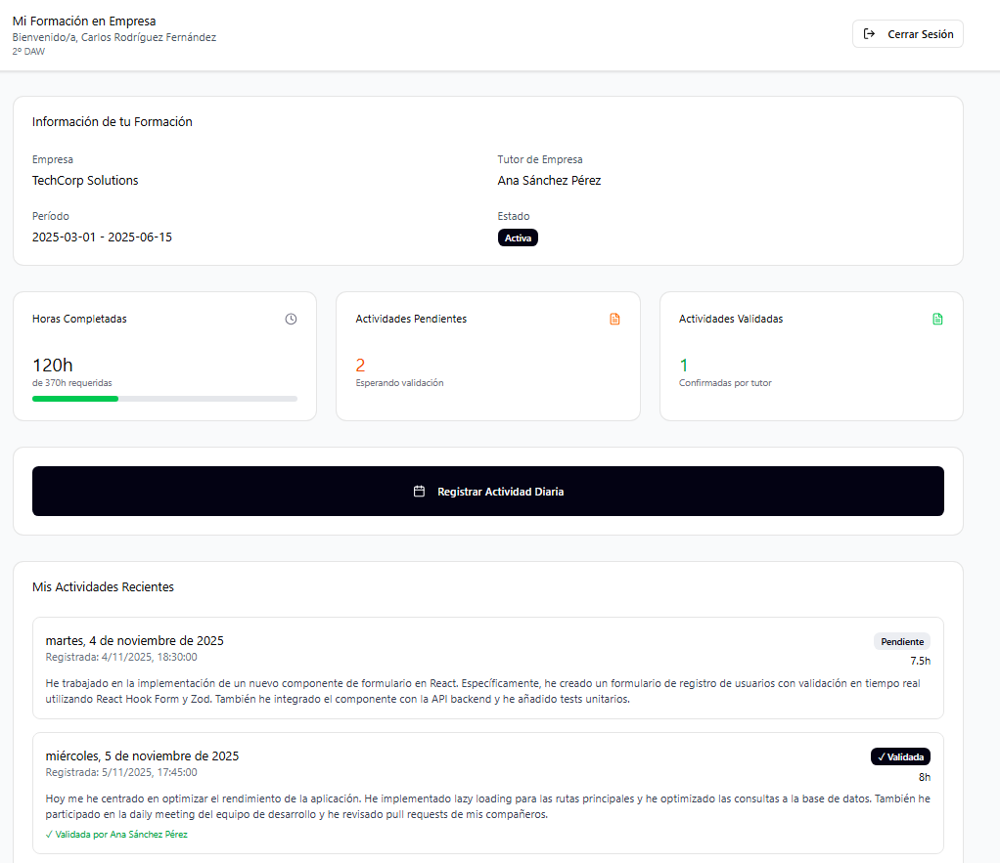 Mi Formación en Empresa
Bienvenido/a, Carlos Rodríguez Fernández
2º DAW
Cerrar Sesión
Información de tu Formación
Empresa
TechCorp Solutions
Tutor de Empresa
Ana Sánchez Pérez
Período
2025-03-01 - 2025-06-15
Estado
Activa
Horas Completadas
120h
de 370h requeridas
Actividades Pendientes
2
Esperando validación
Actividades Validadas
1
Confirmadas por tutor
Registrar Actividad Diaria
Mis Actividades Recientes
martes, 4 de noviembre de 2025
Registrada: 4/11/2025, 18:30:00
Pendiente
7.5h
He trabajado en la implementación de un nuevo componente de formulario en React. Específicamente, he creado un formulario de registro de usuarios con validación en tiempo real
utilizando React Hook Form y Zod. También he integrado el componente con la API backend y he añadido tests unitarios.
miércoles, 5 de noviembre de 2025
Registrada: 5/11/2025, 17:45:00
✓ Validada
8h
Hoy me he centrado en optimizar el rendimiento de la aplicación. He implementado lazy loading para las rutas principales y he optimizado las consultas a la base de datos. También he
participado en la daily meeting del equipo de desarrollo y he revisado pull requests de mis compañeros.
✓ Validada por Ana Sánchez Pérez